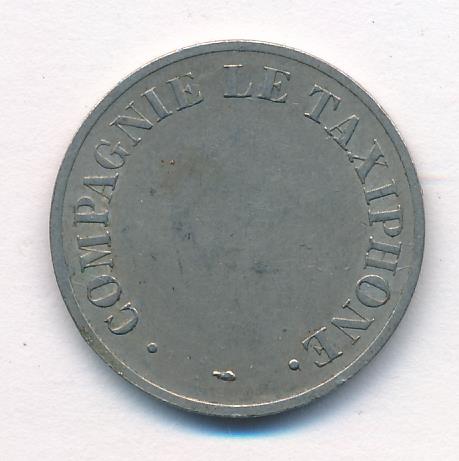 · COMPAGNIE LE TAXIPHONE ·